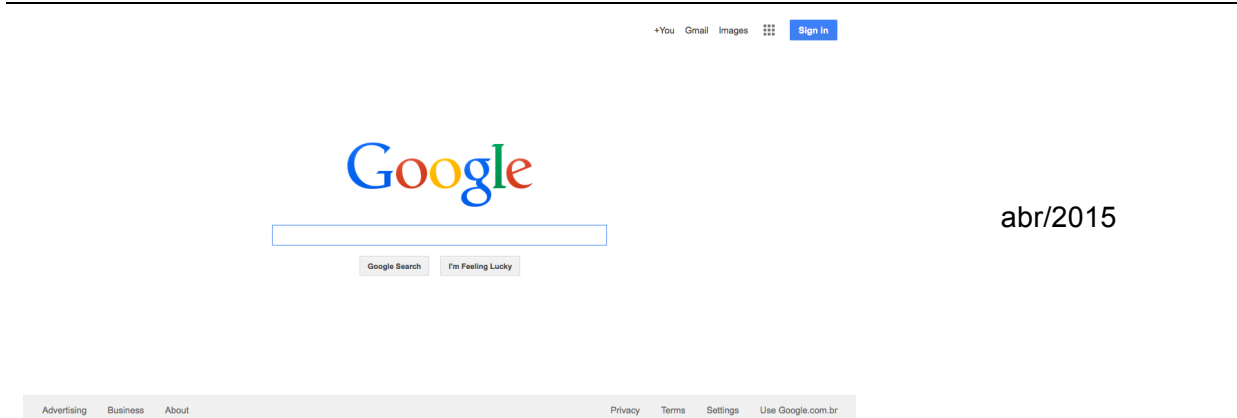 +You Gmail Images Sign in
Google
abr/2015
Google Search I'm Feeling Lucky
Advertising Business About Privacy Terms Settings Use Google.com.br